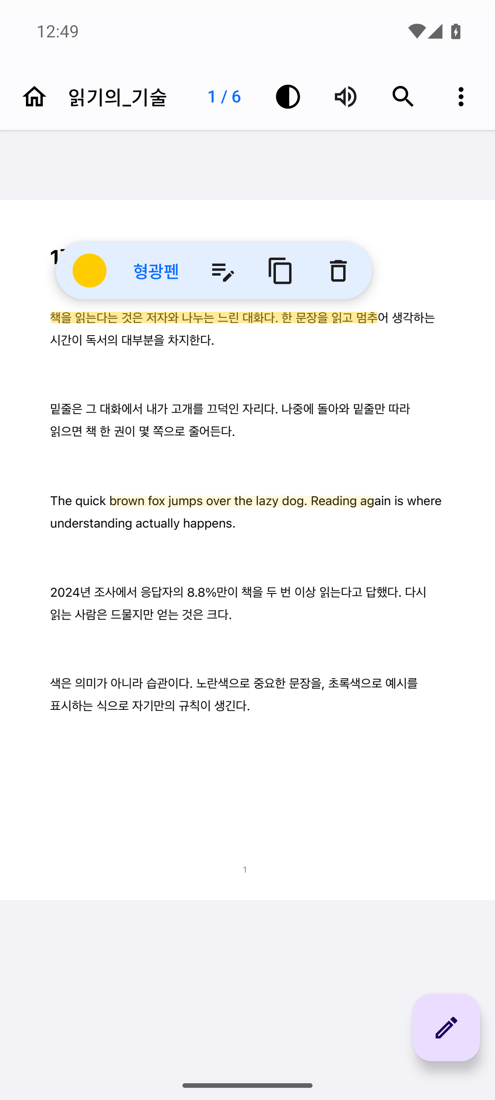 12:49
읽기의_기술
1 / 6
형광펜
책을 읽는다는 것은 저자와 나누는 느린 대화다. 한 문장을 읽고 멈추어 생각하는
시간이 독서의 대부분을 차지한다.
밑줄은 그 대화에서 내가 고개를 끄덕인 자리다. 나중에 돌아와 밑줄만 따라
읽으면 책 한 권이 몇 쪽으로 줄어든다.
The quick brown fox jumps over the lazy dog. Reading again is where
understanding actually happens.
2024년 조사에서 응답자의 8.8%만이 책을 두 번 이상 읽는다고 답했다. 다시
읽는 사람은 드물지만 얻는 것은 크다.
색은 의미가 아니라 습관이다. 노란색으로 중요한 문장을, 초록색으로 예시를
표시하는 식으로 자기만의 규칙이 생긴다.
1